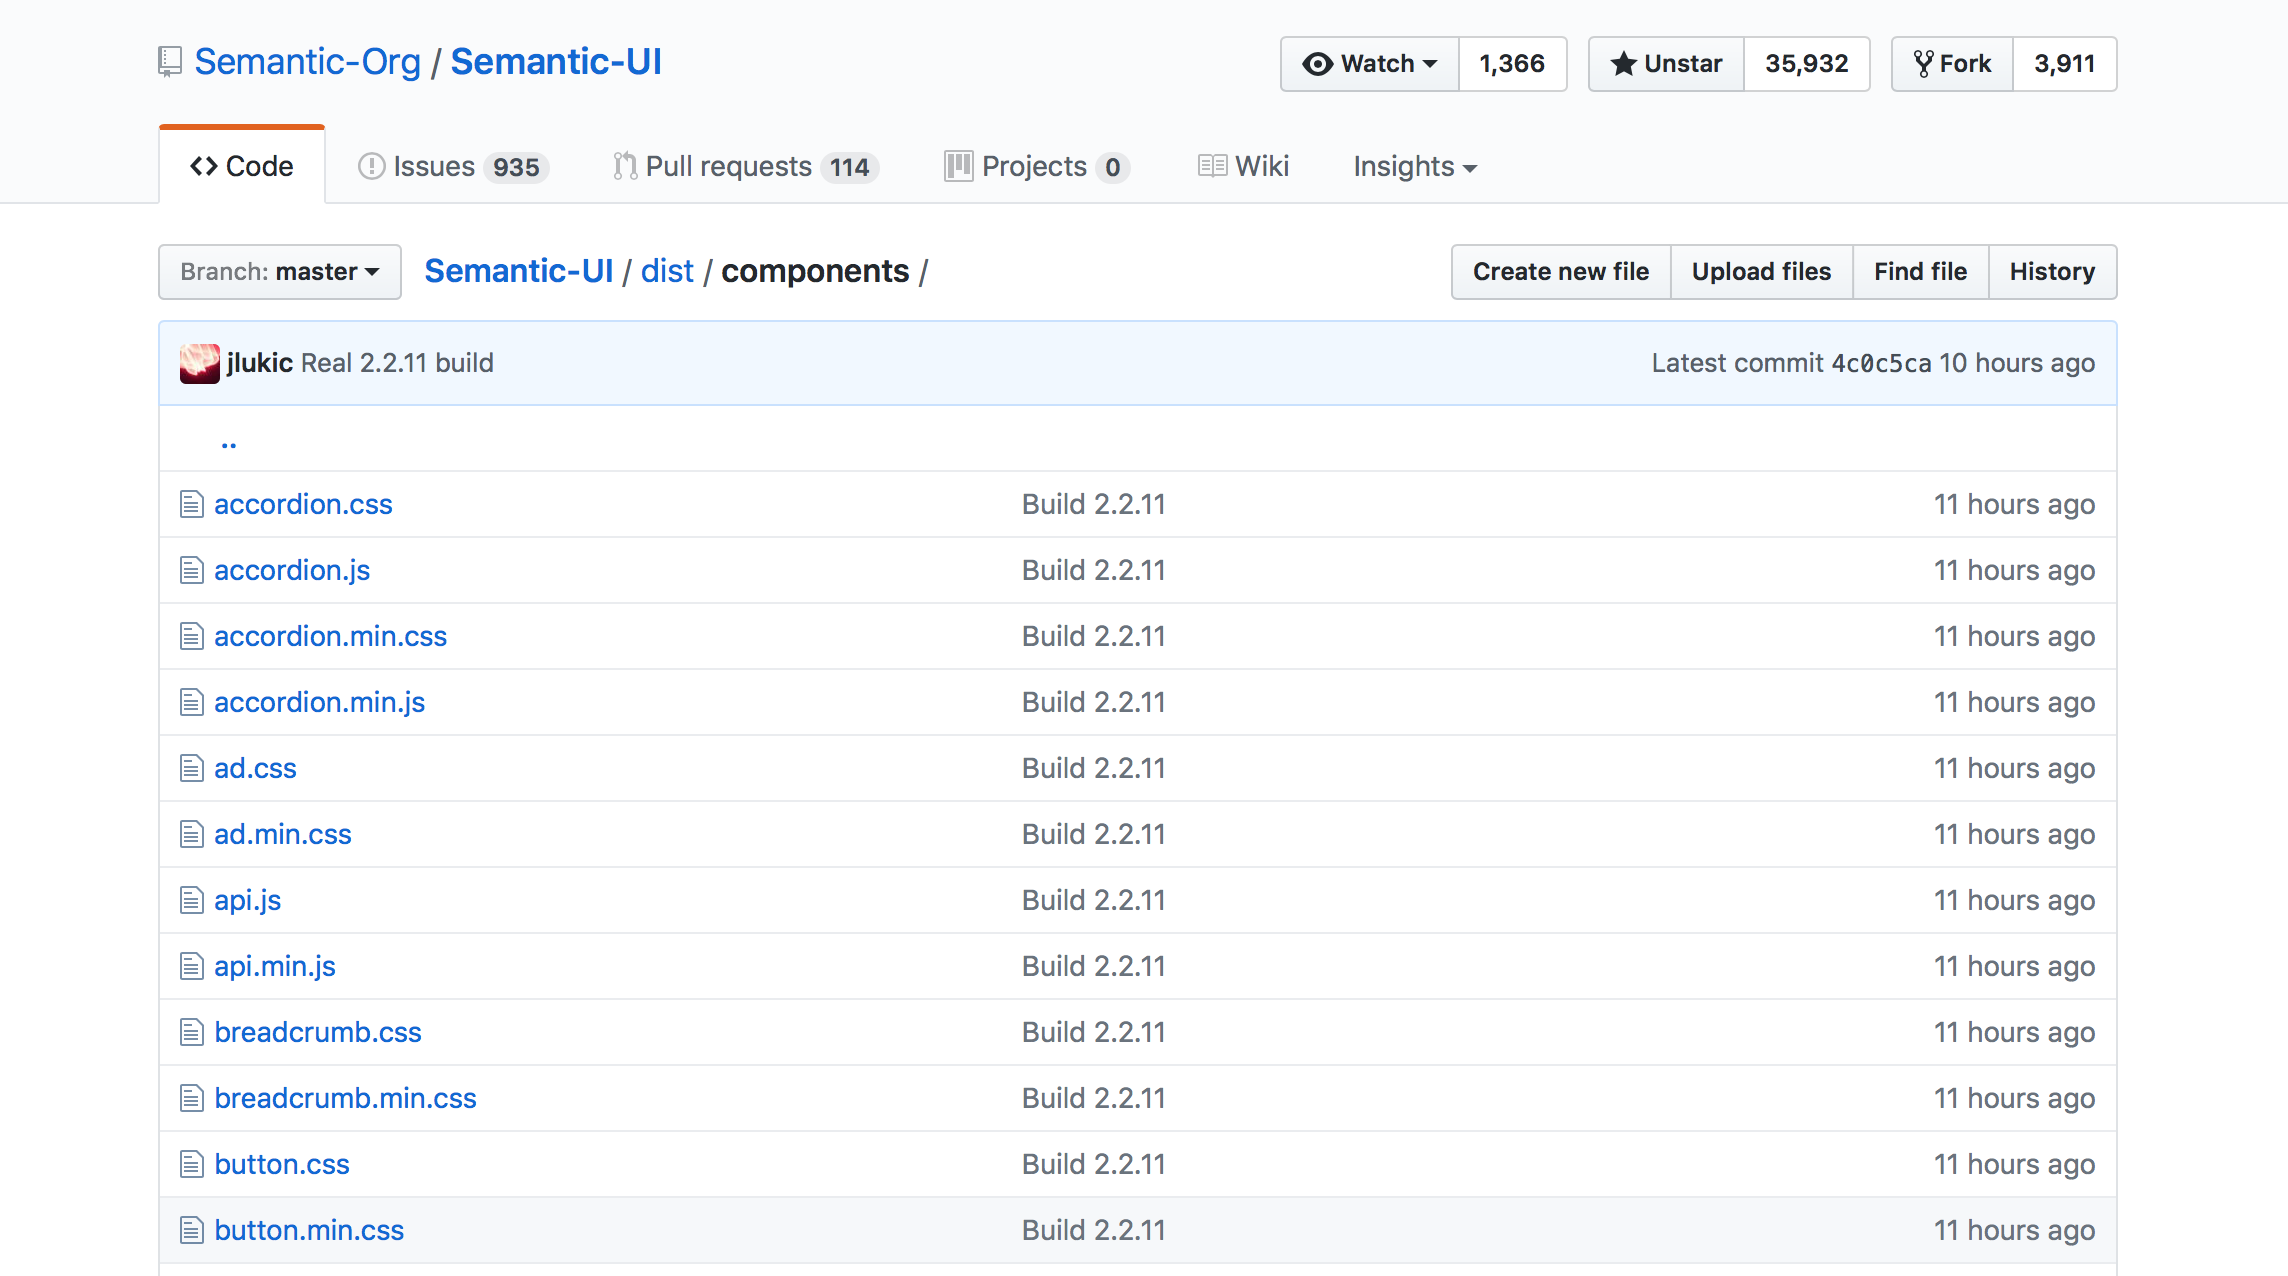 Semantic-Org / Semantic-UI
Watch 1,366 Unstar 35,932 Fork 3,911
Code Issues 935 Pull requests 114 Projects 0 Wiki Insights
Branch: master Semantic-UI / dist / components / Create new file Upload files Find file History
jlukic Real 2.2.11 build Latest commit 4c0c5ca 10 hours ago
..
accordion.css Build 2.2.11 11 hours ago
accordion.js Build 2.2.11 11 hours ago
accordion.min.css Build 2.2.11 11 hours ago
accordion.min.js Build 2.2.11 11 hours ago
ad.css Build 2.2.11 11 hours ago
ad.min.css Build 2.2.11 11 hours ago
api.js Build 2.2.11 11 hours ago
api.min.js Build 2.2.11 11 hours ago
breadcrumb.css Build 2.2.11 11 hours ago
breadcrumb.min.css Build 2.2.11 11 hours ago
button.css Build 2.2.11 11 hours ago
button.min.css Build 2.2.11 11 hours ago